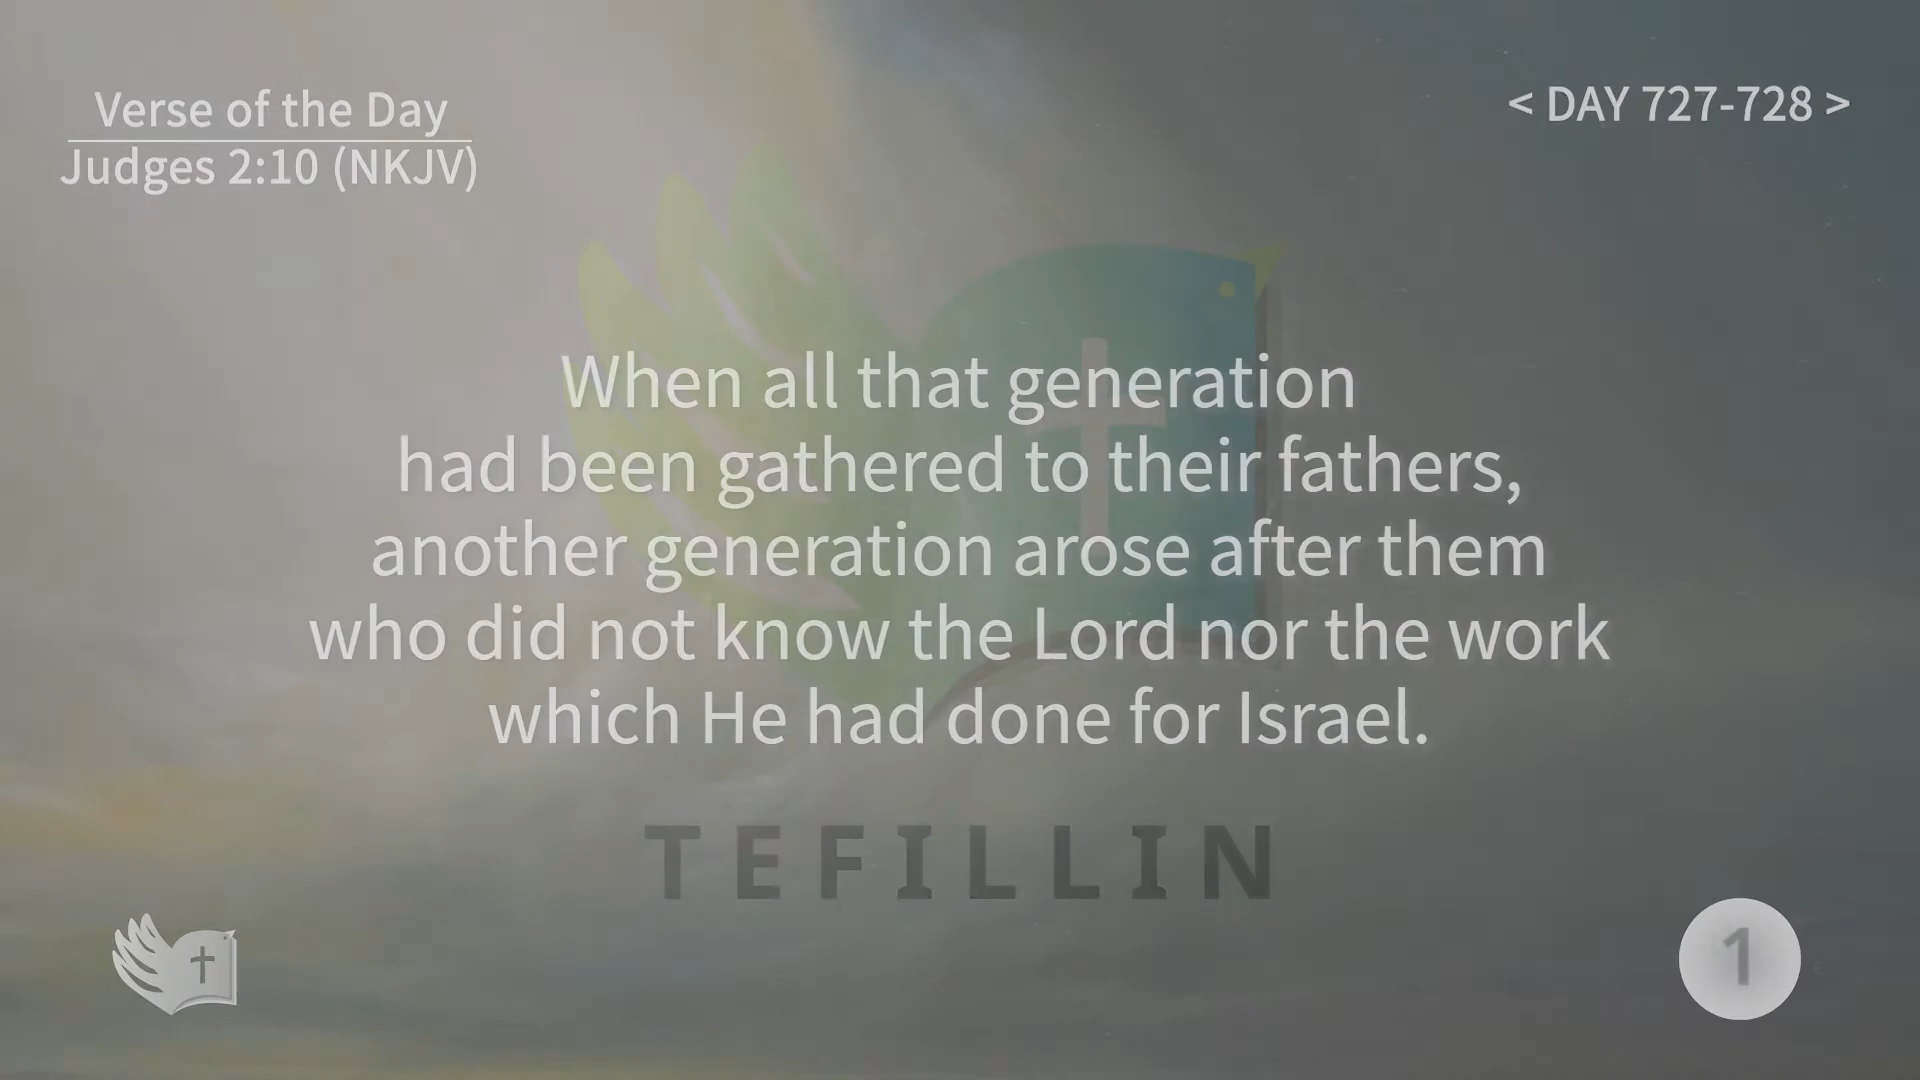 Verse of the Day
Judges 2:10 (NKJV)
< DAY 727-728 >
When all that generation
had been gathered to their fathers,
another generation arose after them
who did not know the Lord nor the work
which He had done for Israel.
TEFILLIN
1